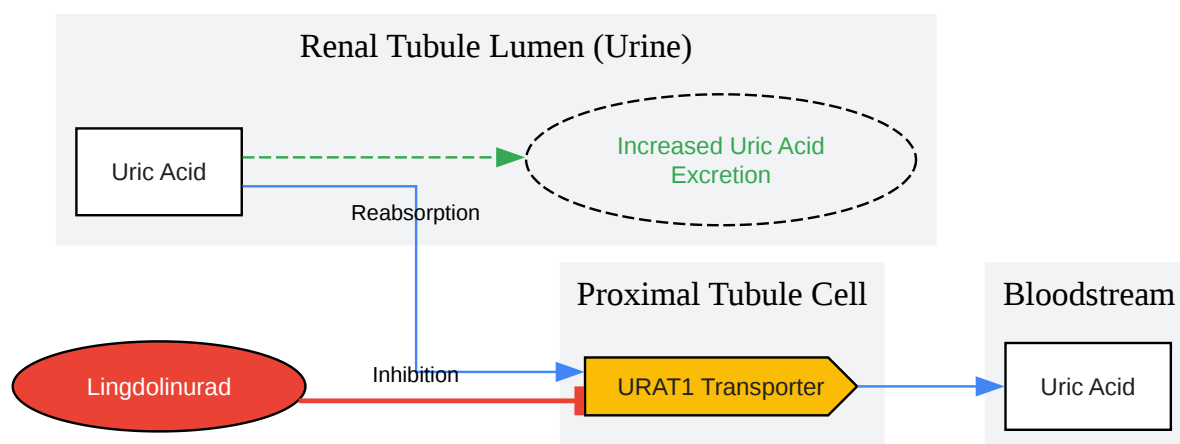 Renal Tubule Lumen (Urine)
Uric Acid
Increased Uric Acid
Excretion
Reabsorption
Proximal Tubule Cell
Bloodstream
Lingdolinurad
Inhibition
URAT1 Transporter
Uric Acid